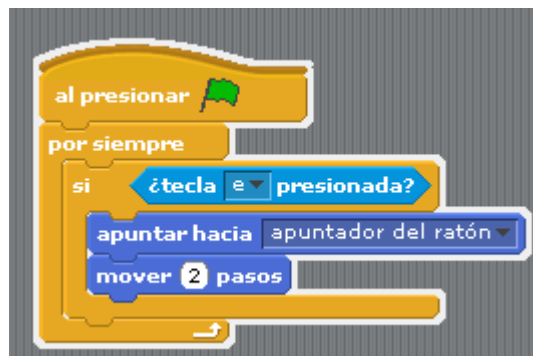 al presionar
por siempre
si ¿tecla e presionada?
apuntar hacia apuntador del ratón
mover 2 pasos